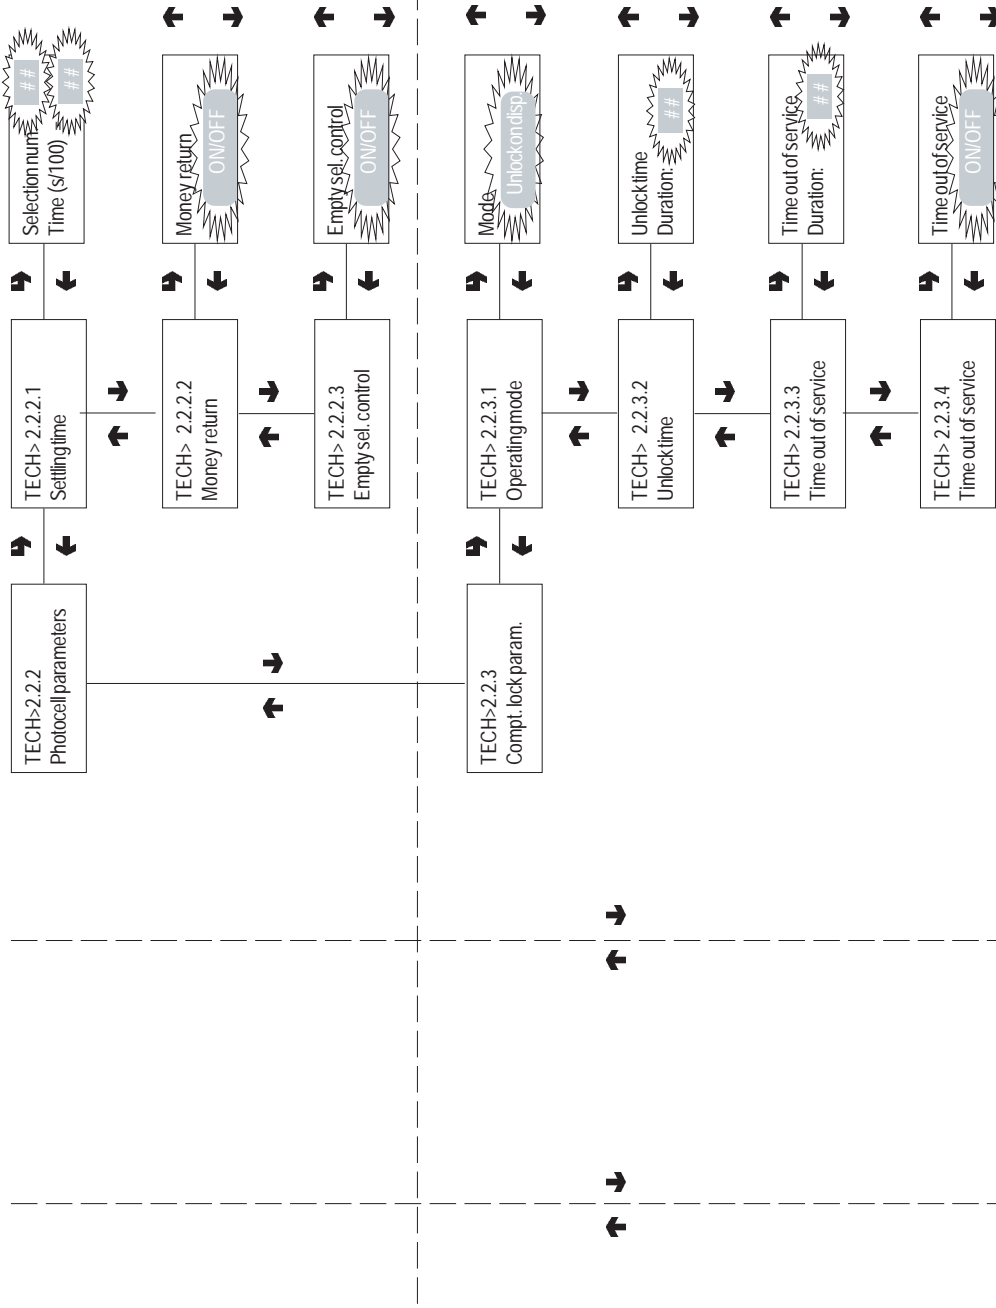 TECH>2.2.2
Photocell parameters
TECH> 2.2.2.1
Settling time
Selection num.
##
Time (s/100)
##
TECH> 2.2.2.2
Money return
Money return
ON/OFF
TECH> 2.2.2.3
Empty sel. control
Empty sel. control
ON/OFF
TECH>2.2.3
Compt. lock param.
TECH> 2.2.3.1
Operating mode
Mode
Unlock on disp
TECH> 2.2.3.2
Unlock time
Unlock time
Duration:
##
TECH> 2.2.3.3
Time out of service
Time out of service
Duration:
##
TECH> 2.2.3.4
Time out of service
Time out of service
ON/OFF